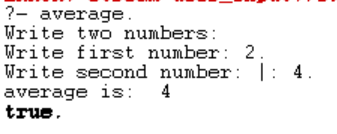 ?- average.
Write two numbers:
Write first number: 2.
Write second number: |: 4.
average is:  4
true.